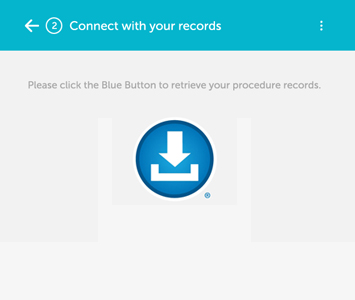 2 Connect with your records
Please click the Blue Button to retrieve your procedure records.
®